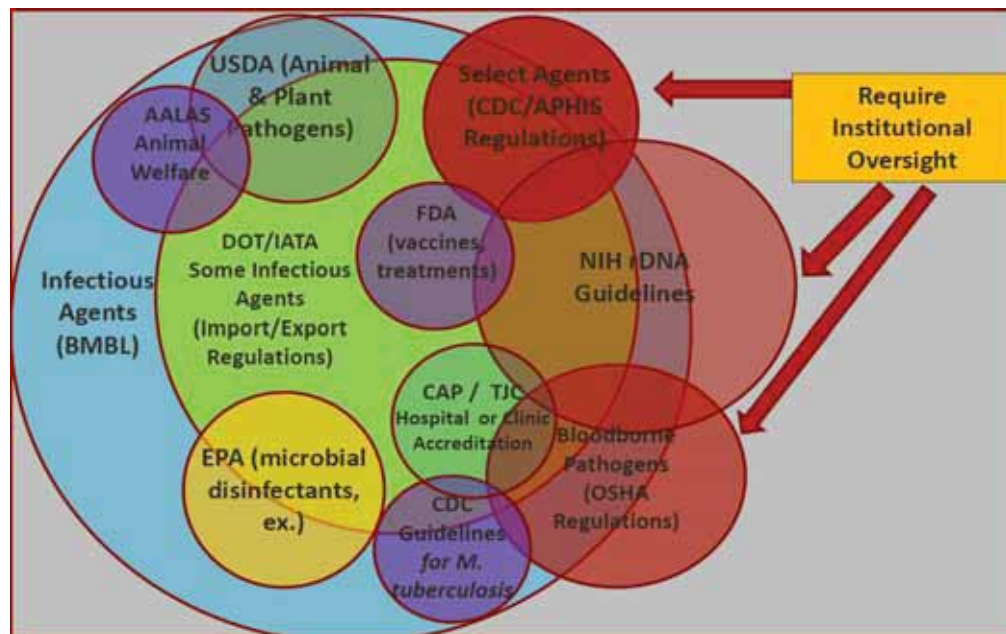 USDA (Animal
& Plant
Pathogens)
Select Agents
(CDC/APHIS
Regulations)
Require
Institutional
Oversight
AALAS
Animal
Welfare
FDA
(vaccines,
treatments)
DOT/IATA
Some Infectious
Agents
(Import/Export
Regulations)
NIH rDNA
Guidelines
Infectious
Agents
(BMBL)
CAP / TJC
Hospital or Clinic
Accreditation
Bloodborne
Pathogens
(OSHA
Regulations)
EPA (microbial
disinfectants,
ex.)
CDC
Guidelines
for M.
tuberculosis